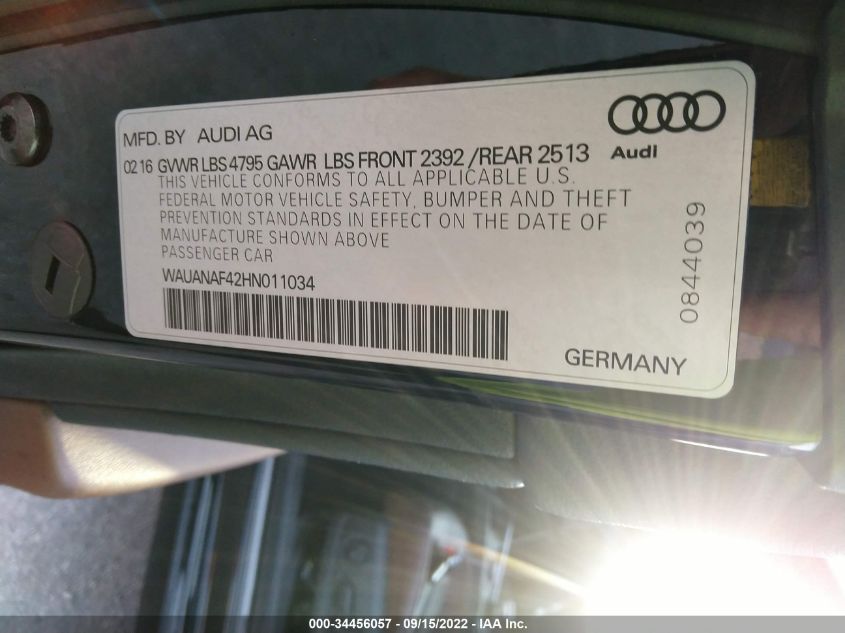 MFD. BY AUDI AG
Audi
02 16 GVWR LBS 4795 GAWR LBS FRONT 2392 /REAR 2513
THIS VEHICLE CONFORMS TO ALL APPLICABLE U.S.
FEDERAL MOTOR VEHICLE SAFETY, BUMPER AND THEFT
PREVENTION STANDARDS IN EFFECT ON THE DATE OF
MANUFACTURE SHOWN ABOVE
PASSENGER CAR
WAUANAF42HN011034
0844039
GERMANY
000-34456057 - 09/15/2022 - IAA Inc.